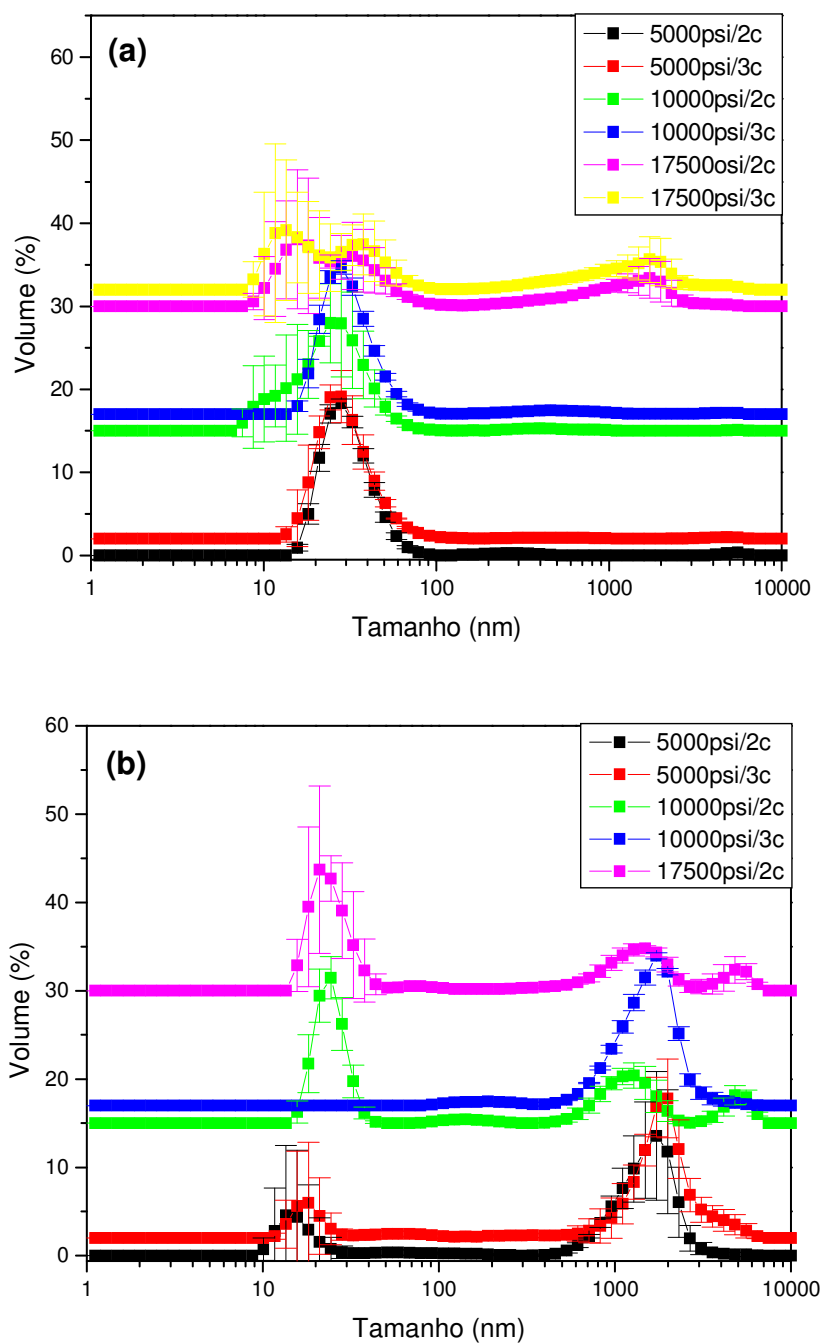 (a)
5000psi/2c
5000psi/3c
10000psi/2c
10000psi/3c
17500osi/2c
17500psi/3c
Volume (%)
60
50
40
30
20
10
0
1
10
100
1000
10000
Tamanho (nm)
(b)
5000psi/2c
5000psi/3c
10000psi/2c
10000psi/3c
17500psi/2c
Volume (%)
60
50
40
30
20
10
0
1
10
100
1000
10000
Tamanho (nm)